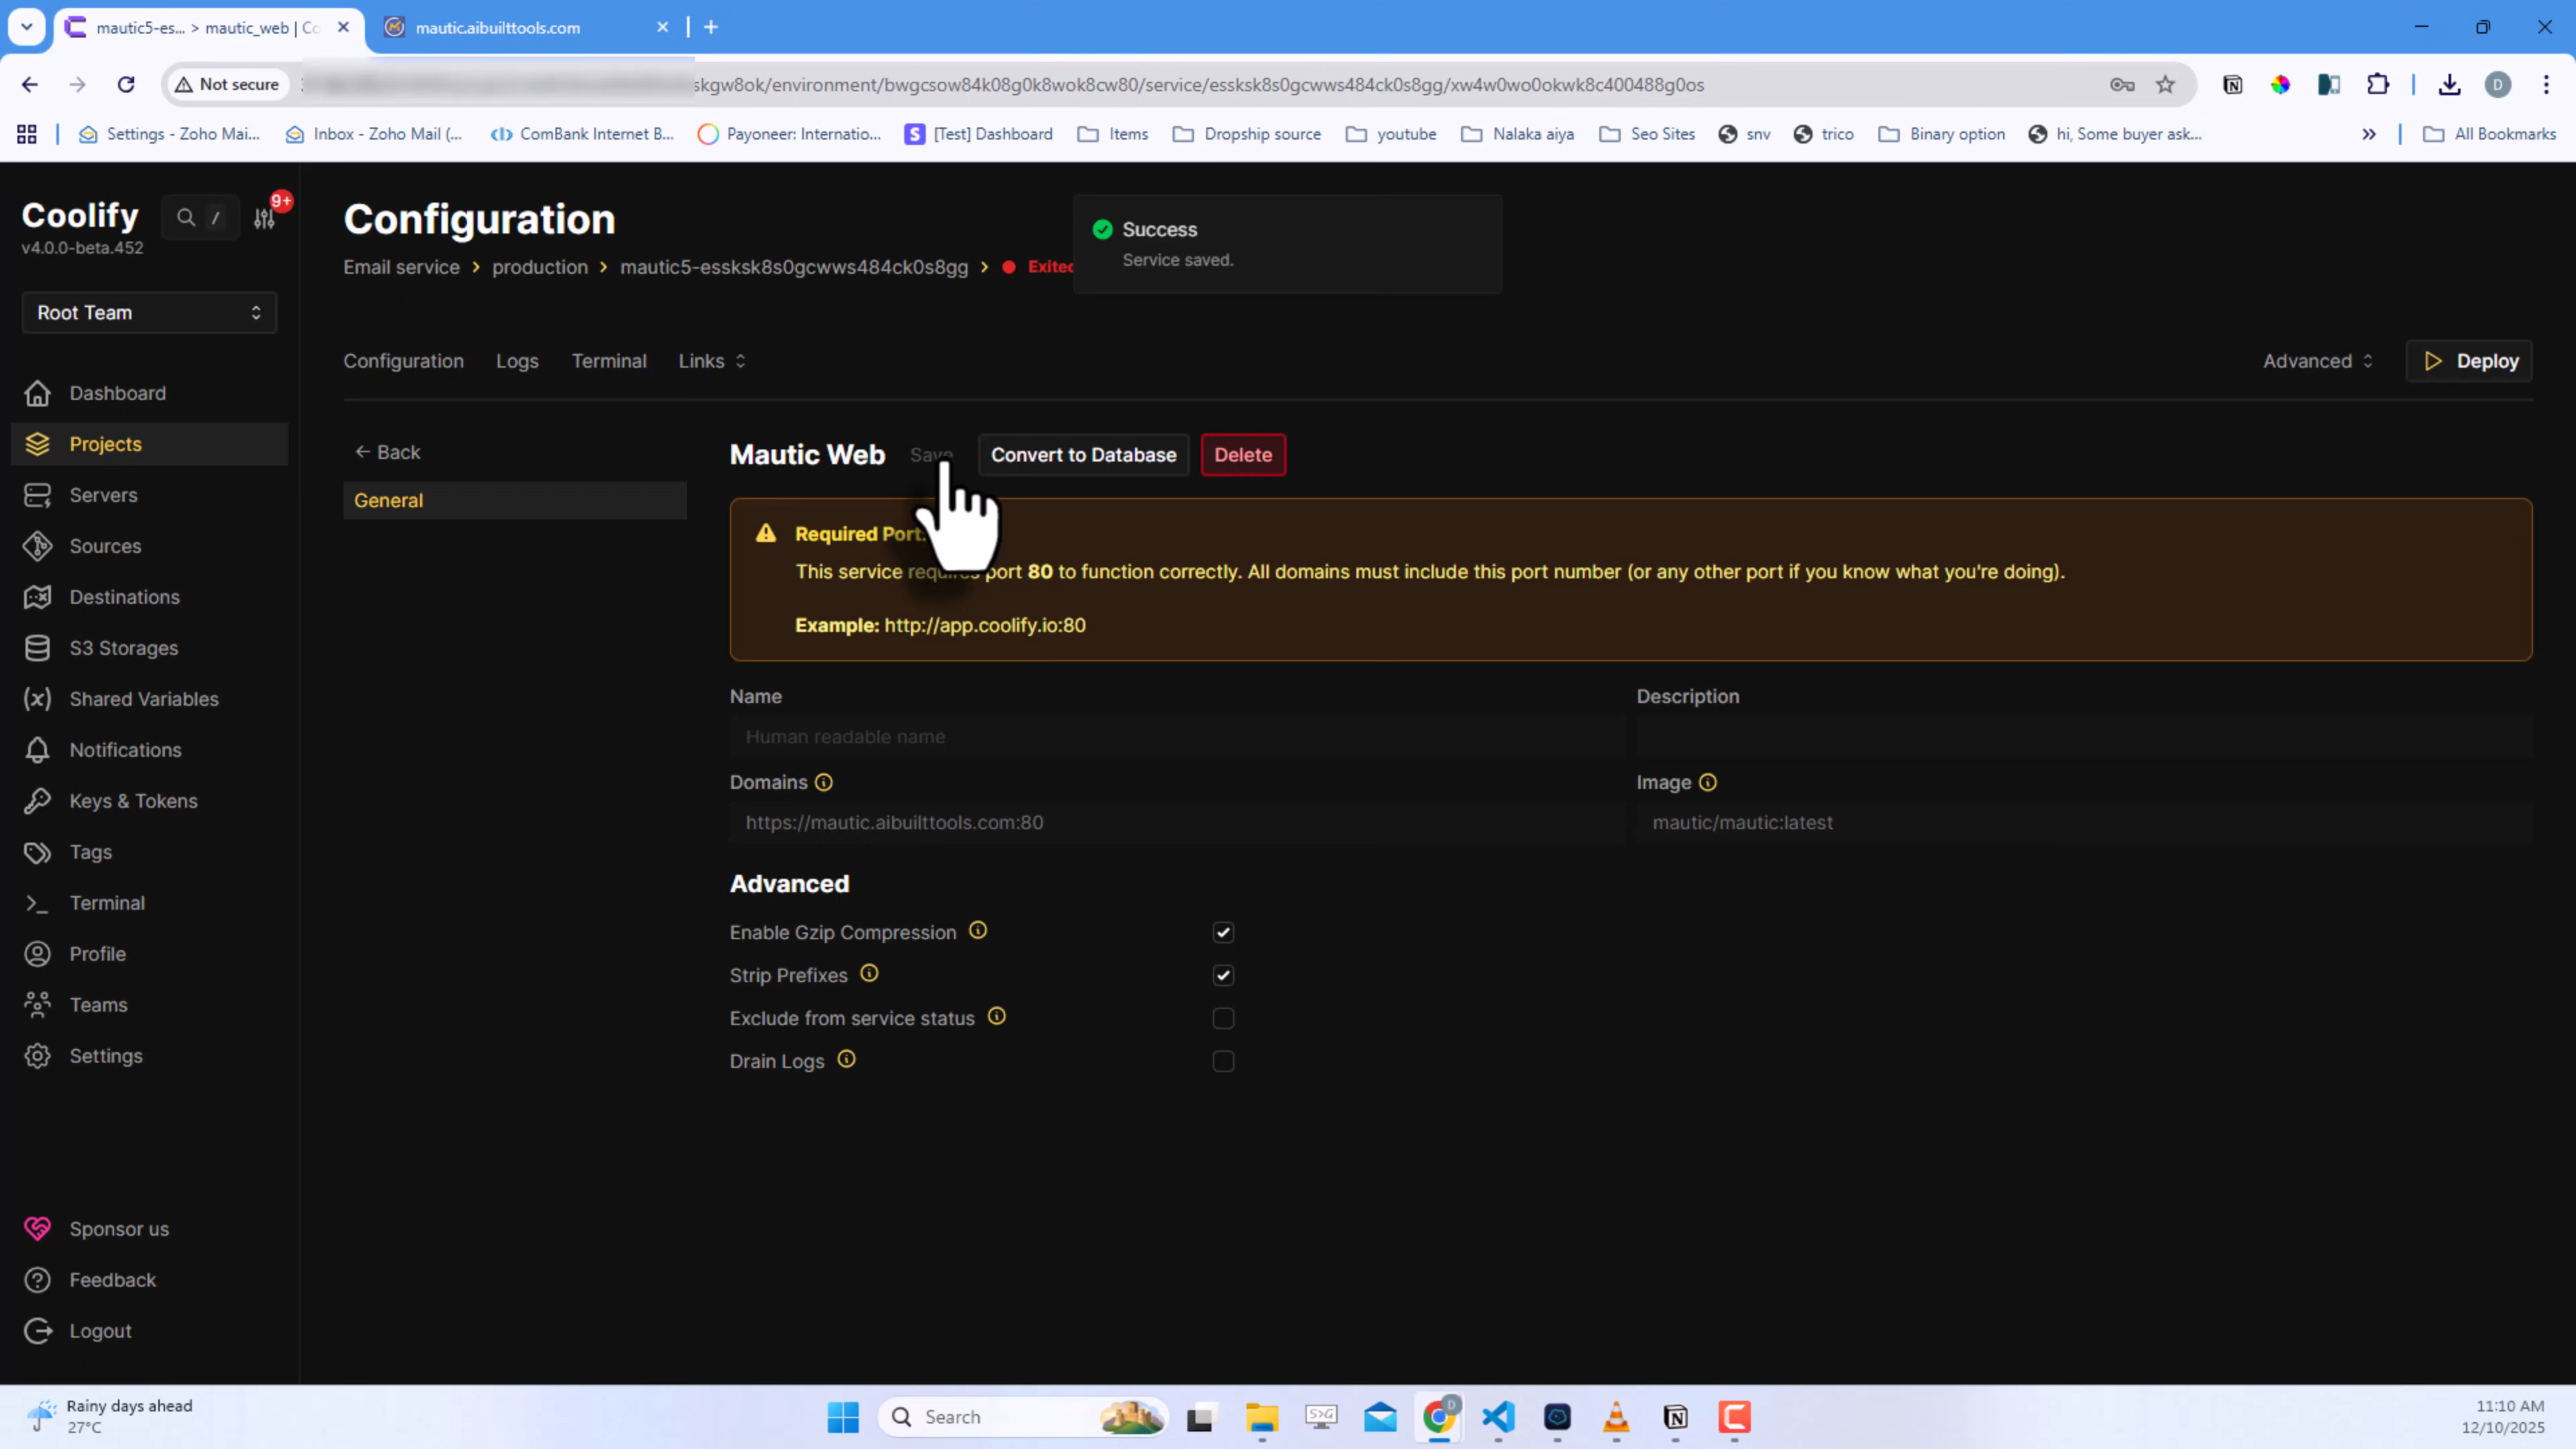 mautic5-es... > mautic_web | Co
mautic.aibuilttools.com
Not secure
skgw8ok/environment/bwgcsow84k08g0k8wok8cw80/service/essksk8s0gcwws484ck0s8gg/xw4w0wo0okwk8c400488g0os
D
Settings - Zoho Mai...
Inbox - Zoho Mail (...
ComBank Internet B...
Payoneer: Internatio...
[Test] Dashboard
Items
Dropship source
youtube
Nalaka aiya
Seo Sites
snv
trico
Binary option
hi, Some buyer ask...
All Bookmarks
Coolify
/
9+
v4.0.0-beta.452
Root Team
Dashboard
Projects
Servers
Sources
Destinations
S3 Storages
Shared Variables
Notifications
Keys & Tokens
Tags
Terminal
Profile
Teams
Settings
Sponsor us
Feedback
Logout
Configuration
Email service > production > mautic5-essksk8s0gcwws484ck0s8gg > Exited
Success
Service saved.
Configuration
Logs
Terminal
Links
Advanced
Deploy
Back
General
Mautic Web
Save
Convert to Database
Delete
Required Port:
This service requires port 80 to function correctly. All domains must include this port number (or any other port if you know what you're doing).
Example: http://app.coolify.io:80
Name
Human readable name
Description
Domains
https://mautic.aibuilttools.com:80
Image
mautic/mautic:latest
Advanced
Enable Gzip Compression
Strip Prefixes
Exclude from service status
Drain Logs
Rainy days ahead
27°C
Search
D
11:10 AM
12/10/2025